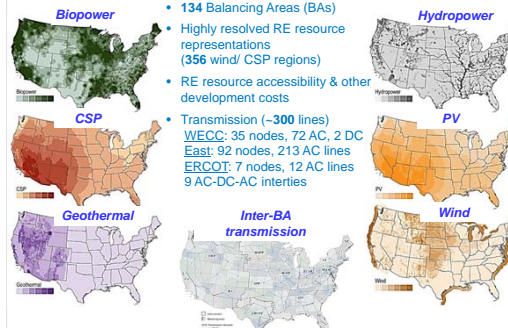 Biopower
• 134 Balancing Areas (BAs)
• Highly resolved RE resource
representations
(356 wind/ CSP regions)
• RE resource accessibility & other
development costs
• Transmission (~300 lines)
WECC: 35 nodes, 72 AC, 2 DC
East: 92 nodes, 213 AC lines
ERCOT: 7 nodes, 12 AC lines
9 AC-DC-AC interties
Hydropower
Biopower
Hydropower
CSP
PV
CSP
PV
Geothermal
Inter-BA
transmission
Wind
Geothermal
Wind